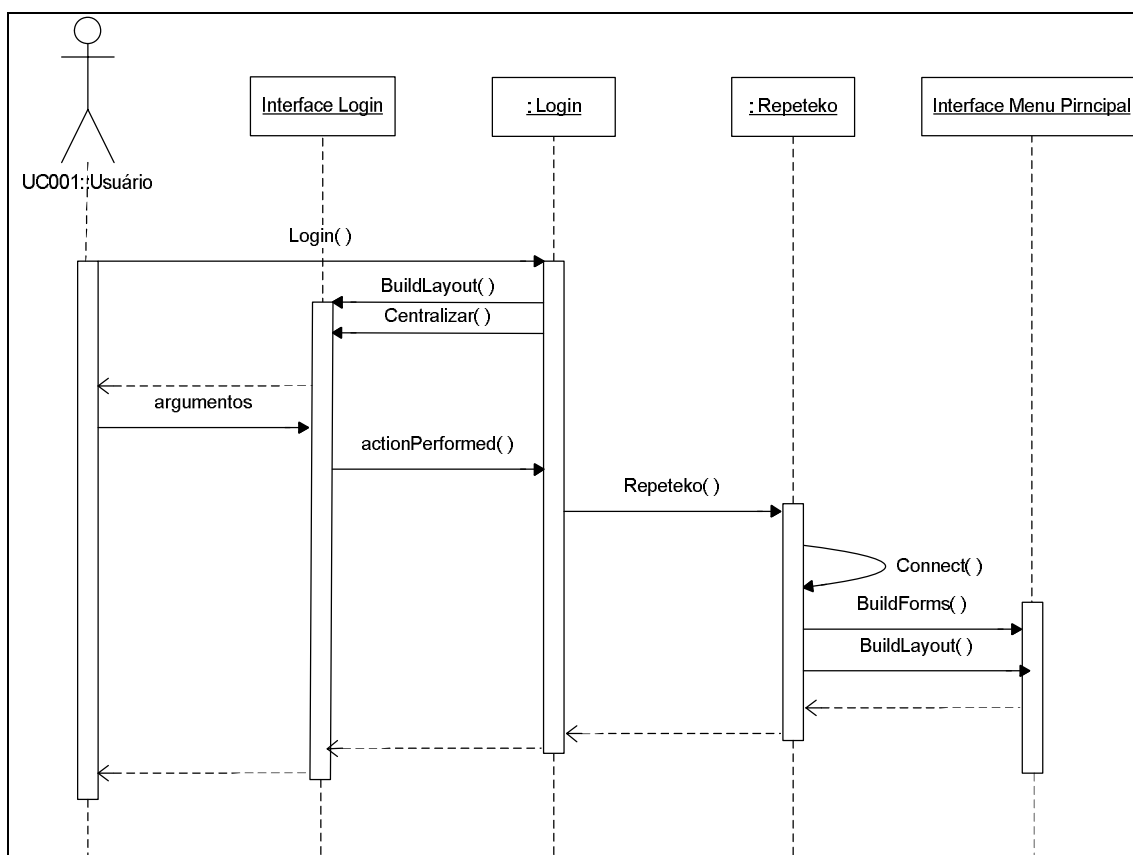 Interface Login
: Login
: Repeteko
Interface Menu Pirncipal
UC001::Usuário
Login( )
BuildLayout( )
Centralizar( )
argumentos
actionPerformed( )
Repeteko( )
Connect( )
BuildForms( )
BuildLayout( )